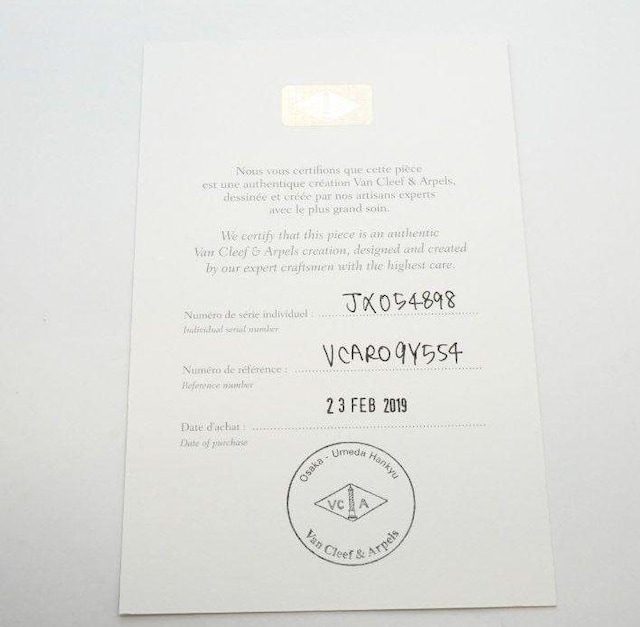 Nous vous certifions que cette pièce
est une authentique création Van Cleef & Arpels,
dessinée et créée par nos artisans experts
avec le plus grand soin.
We certify that this piece is an authentic
Van Cleef & Arpels creation, designed and created
by our expert craftsmen with the highest care.
Numéro de série individuel : JX054898
Individual serial number
Numéro de référence : VCARO9Y554
Reference number
23 FEB 2019
Date d'achat :
Date of purchase
Osaka - Umeda Hankyu
VC A
Van Cleef & Arpels